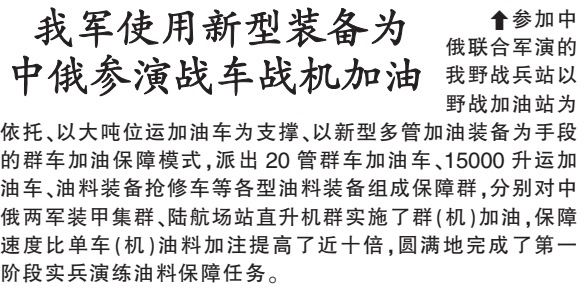 我军使用新型装备为
中俄参演战车战机加油
⬆参加中
俄联合军演的
我野战兵站以
野战加油站为
依托、以大吨位运加油车为支撑、以新型多管加油装备为手段
的群车加油保障模式,派出 20 管群车加油车、15000 升运加
油车、油料装备抢修车等各型油料装备组成保障群,分别对中
俄两军装甲集群、陆航场站直升机群实施了群(机)加油,保障
速度比单车(机)油料加注提高了近十倍,圆满地完成了第一
阶段实兵演练油料保障任务。